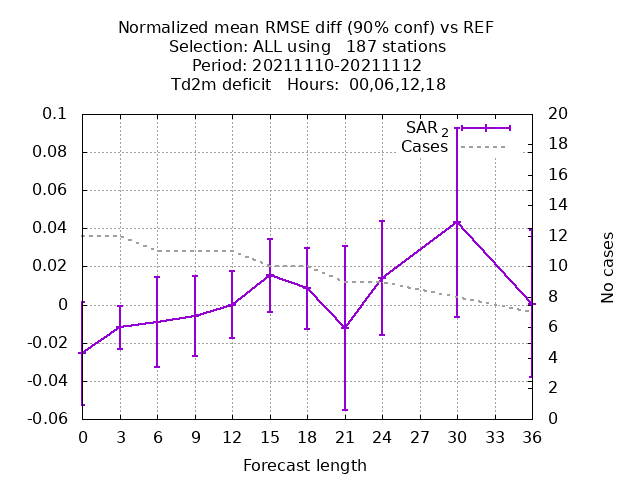 Normalized mean RMSE diff (90% conf) vs REF
Selection: ALL using   187 stations
Period: 20211110-20211112
Td2m deficit   Hours:  00,06,12,18
0.1
0.08
0.06
0.04
0.02
0
-0.02
-0.04
-0.06
SAR 2
Cases
20
18
16
14
12
10
8
6
4
2
0
No cases
0 3 6 9 12 15 18 21 24 27 30 33 36
Forecast length